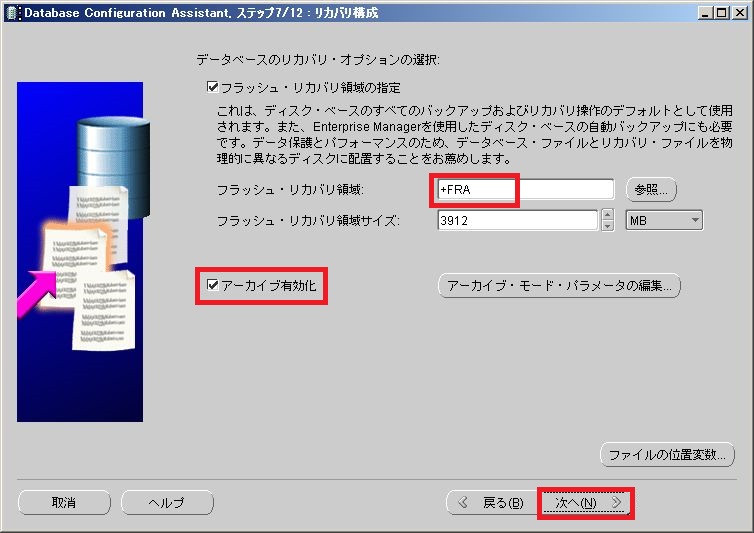 Database Configuration Assistant, ステップ7/12 : リカバリ構成
データベースのリカバリ・オプションの選択:
フラッシュ・リカバリ領域の指定
これは、ディスク・ベースのすべてのバックアップおよびリカバリ操作のデフォルトとして使用
されます。また、Enterprise Managerを使用したディスク・ベースの自動バックアップにも必要
です。データ保護とパフォーマンスのため、データベース・ファイルとリカバリ・ファイルを物
理的に異なるディスクに配置することをお薦めします。
フラッシュ・リカバリ領域: +FRA 参照...
フラッシュ・リカバリ領域サイズ: 3912 MB
アーカイブ有効化 アーカイブ・モード・パラメータの編集...
ファイルの位置変数...
取消 ヘルプ 戻る(B) 次へ(N)